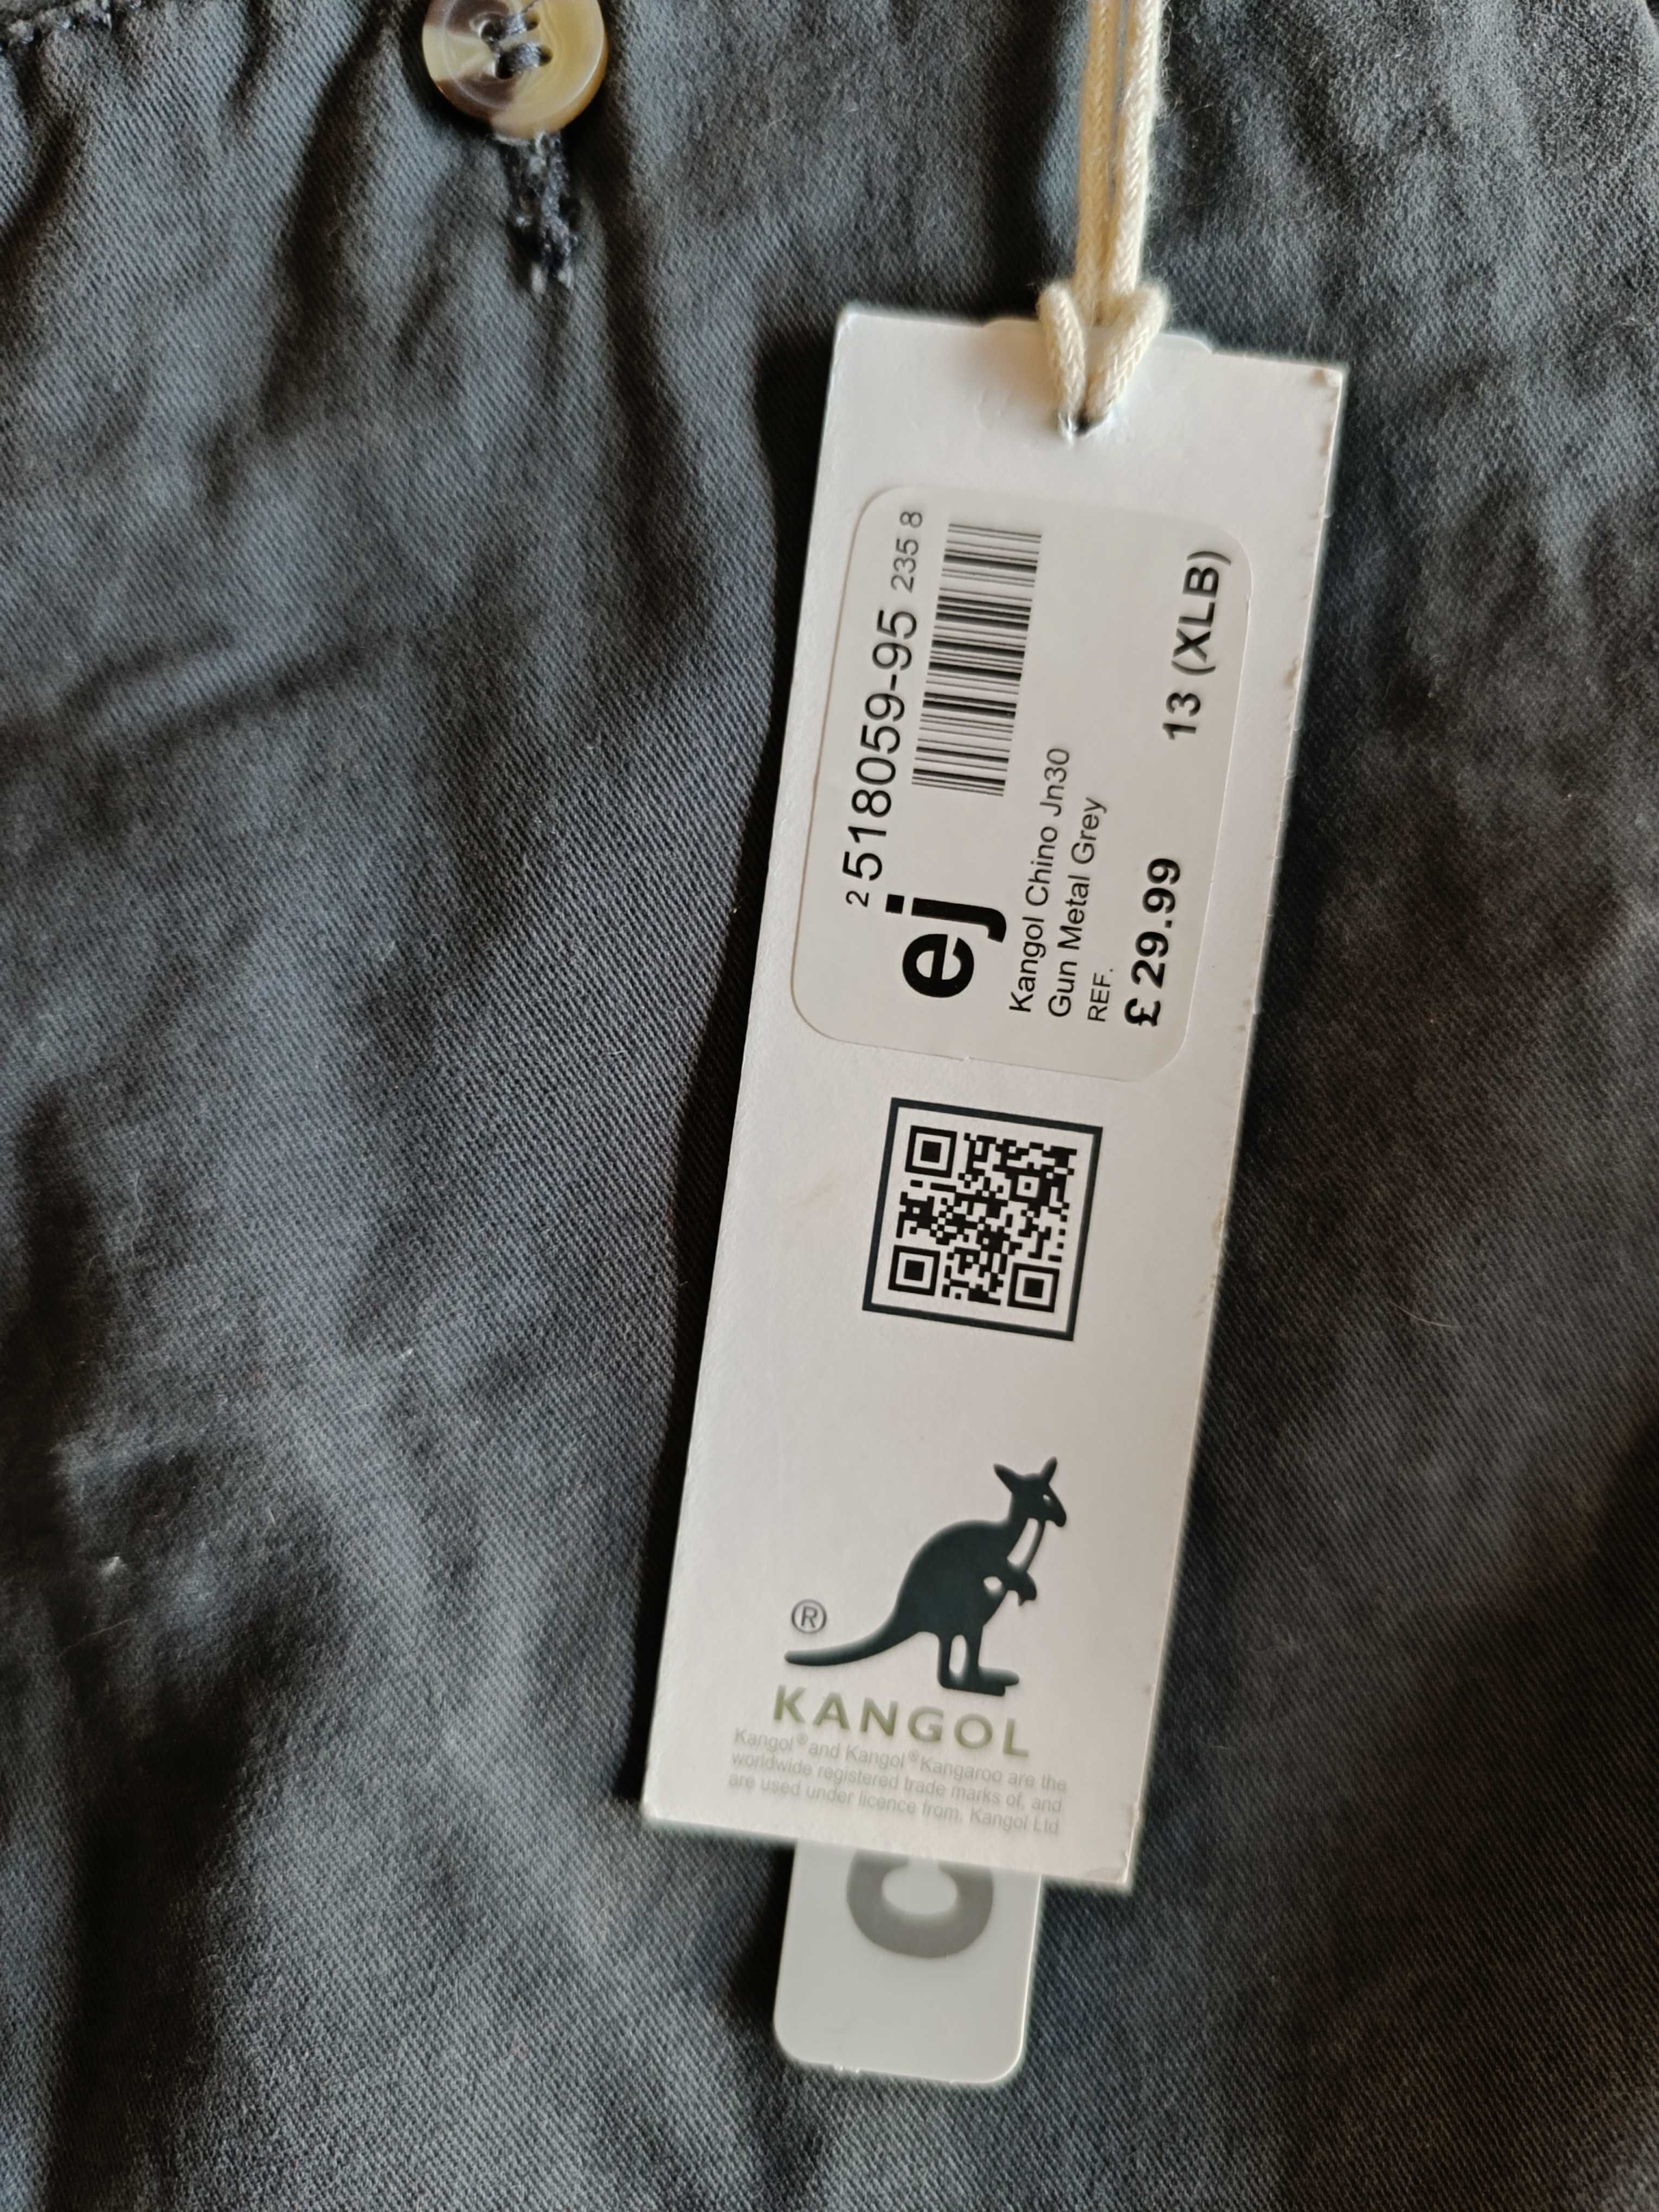 2 518059-95 235 8
ej
Kangol Chino Jn30
Gun Metal Grey
REF.
£ 29.99 13 (XLB)
®
KANGOL
Kangol® and Kangol® Kangaroo are the
worldwide registered trade marks of, and
are used under licence from, Kangol Ltd